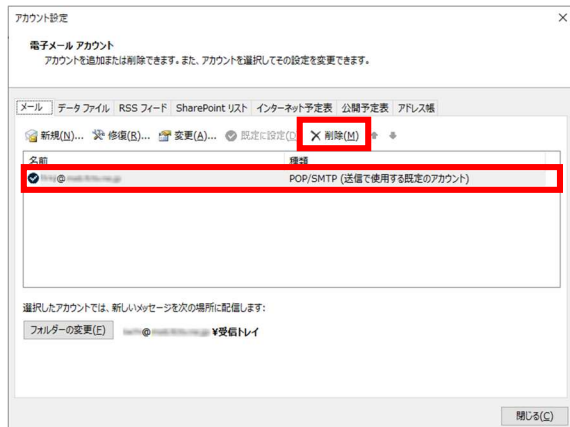 アカウント設定
電子メール アカウント
アカウントを追加または削除できます。また、アカウントを選択してその設定を変更できます。
メール データ ファイル RSS フィード SharePoint リスト インターネット予定表 公開予定表 アドレス帳
新規(N)... 修復(R)... 変更(A)... 既定に設定(D) 削除(M)
名前 種類
@ POP/SMTP (送信で使用する既定のアカウント)
選択したアカウントでは、新しいメッセージを次の場所に配信します:
フォルダーの変更(F) @ ¥受信トレイ
閉じる(C)